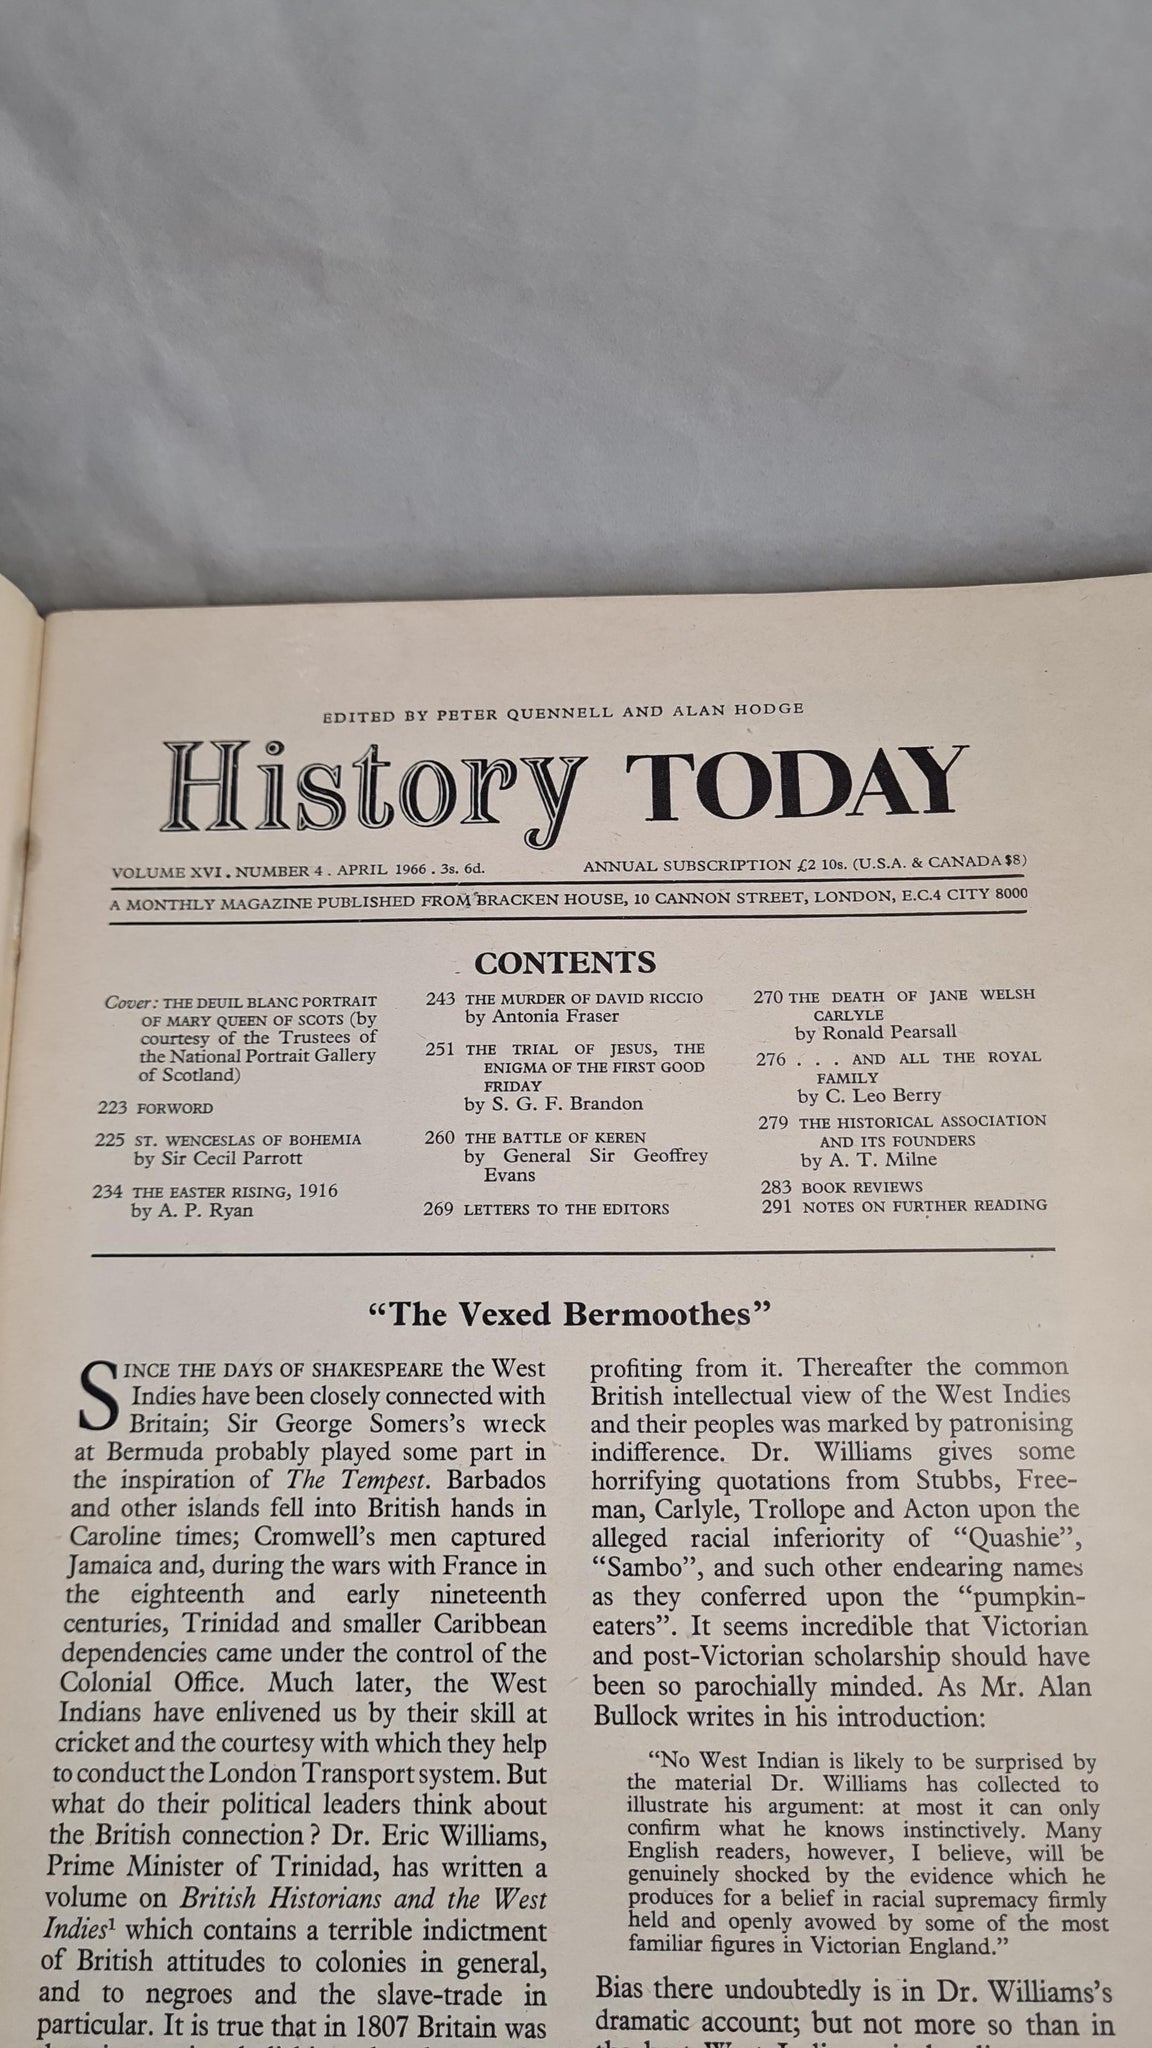 EDITED BY PETER QUENNELL AND ALAN HODGE
History TODAY
VOLUME XVI. NUMBER 4. APRIL 1966. 3s. 6d. ANNUAL SUBSCRIPTION £2 10s. (U.S.A. & CANADA $8)
A MONTHLY MAGAZINE PUBLISHED FROM BRACKEN HOUSE, 10 CANNON STREET, LONDON, E.C.4 CITY 8000
CONTENTS
Cover: THE DEUIL BLANC PORTRAIT
OF MARY QUEEN OF SCOTS (by
courtesy of the Trustees of
the National Portrait Gallery
of Scotland)
223 FORWORD
225 ST. WENCESLAS OF BOHEMIA
by Sir Cecil Parrott
234 THE EASTER RISING, 1916
by A. P. Ryan
243 THE MURDER OF DAVID RICCIO
by Antonia Fraser
251 THE TRIAL OF JESUS, THE
ENIGMA OF THE FIRST GOOD
FRIDAY
by S. G. F. Brandon
260 THE BATTLE OF KEREN
by General Sir Geoffrey
Evans
269 LETTERS TO THE EDITORS
270 THE DEATH OF JANE WELSH
CARLYLE
by Ronald Pearsall
276 . . . AND ALL THE ROYAL
FAMILY
by C. Leo Berry
279 THE HISTORICAL ASSOCIATION
AND ITS FOUNDERS
by A. T. Milne
283 BOOK REVIEWS
291 NOTES ON FURTHER READING
"The Vexed Bermoothes"
SINCE THE DAYS OF SHAKESPEARE the West
Indies have been closely connected with
Britain; Sir George Somers's wreck
at Bermuda probably played some part in
the inspiration of The Tempest. Barbados
and other islands fell into British hands in
Caroline times; Cromwell's men captured
Jamaica and, during the wars with France in
the eighteenth and early nineteenth
centuries, Trinidad and smaller Caribbean
dependencies came under the control of the
Colonial Office. Much later, the West
Indians have enlivened us by their skill at
cricket and the courtesy with which they help
to conduct the London Transport system. But
what do their political leaders think about
the British connection? Dr. Eric Williams,
Prime Minister of Trinidad, has written a
volume on British Historians and the West
Indies¹ which contains a terrible indictment
of British attitudes to colonies in general,
and to negroes and the slave-trade in
particular. It is true that in 1807 Britain was
profiting from it. Thereafter the common
British intellectual view of the West Indies
and their peoples was marked by patronising
indifference. Dr. Williams gives some
horrifying quotations from Stubbs, Free-
man, Carlyle, Trollope and Acton upon the
alleged racial inferiority of "Quashie",
"Sambo", and such other endearing names
as they conferred upon the "pumpkin-
eaters". It seems incredible that Victorian
and post-Victorian scholarship should have
been so parochially minded. As Mr. Alan
Bullock writes in his introduction:
"No West Indian is likely to be surprised by
the material Dr. Williams has collected to
illustrate his argument: at most it can only
confirm what he knows instinctively. Many
English readers, however, I believe, will be
genuinely shocked by the evidence which he
produces for a belief in racial supremacy firmly
held and openly avowed by some of the most
familiar figures in Victorian England."
Bias there undoubtedly is in Dr. Williams's
dramatic account; but not more so than in